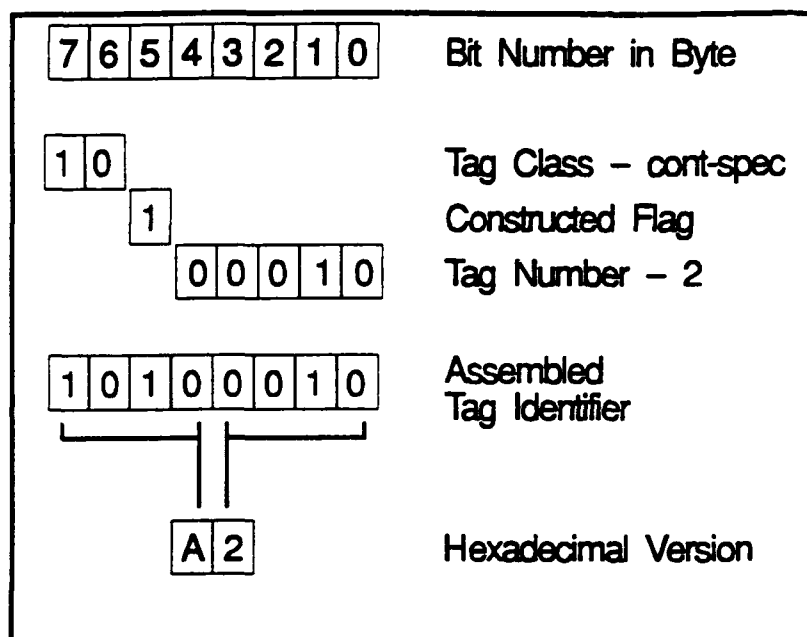 7 6 5 4 3 2 1 0 Bit Number in Byte
1 0 Tag Class – cont-spec
1 Constructed Flag
0 0 0 1 0 Tag Number – 2
1 0 1 0 0 0 1 0 Assembled
Tag Identifier
A 2 Hexadecimal Version